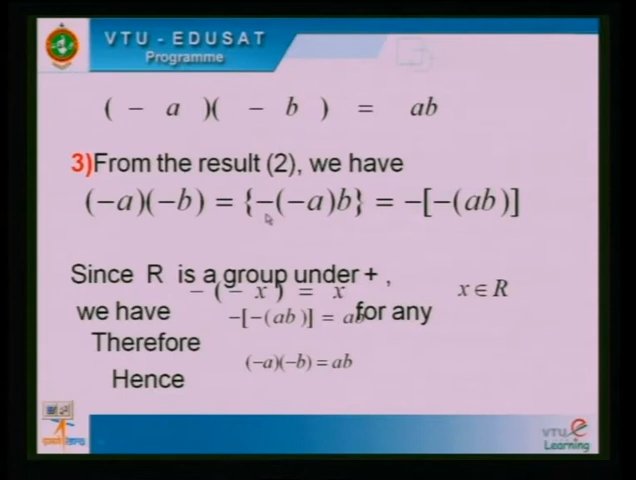 VTU - EDUSAT
Programme
( − a )( − b ) = ab
3)From the result (2), we have
(−a)(−b) = {−(−a)b} = −[−(ab)]
Since R is a group under + ,
− ( − x ) = x
x ∈ R
we have
−[−(ab)] = ab
for any
Therefore
Hence
(−a)(−b) = ab
VTU e
Learning